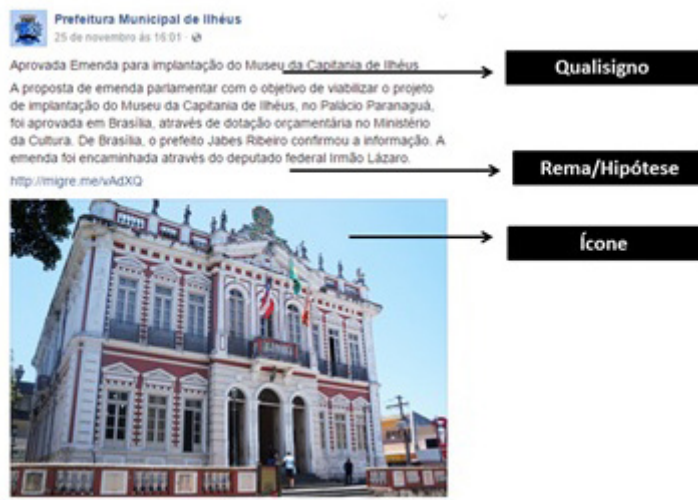 Prefeitura Municipal de Ilhéus
25 de novembro às 16:01 ·
Aprovada Emenda para implantação do Museu da Capitania de Ilhéus
A proposta de emenda parlamentar com o objetivo de viabilizar o projeto
de implantação do Museu da Capitania de Ilhéus, no Palácio Paranaguá,
foi aprovada em Brasília, através de dotação orçamentária no Ministério
da Cultura. De Brasília, o prefeito Jabes Ribeiro confirmou a informação. A
emenda foi encaminhada através do deputado federal Irmão Lázaro.
http://migre.me/vAdXQ
Qualisigno
Rema/Hipótese
Ícone